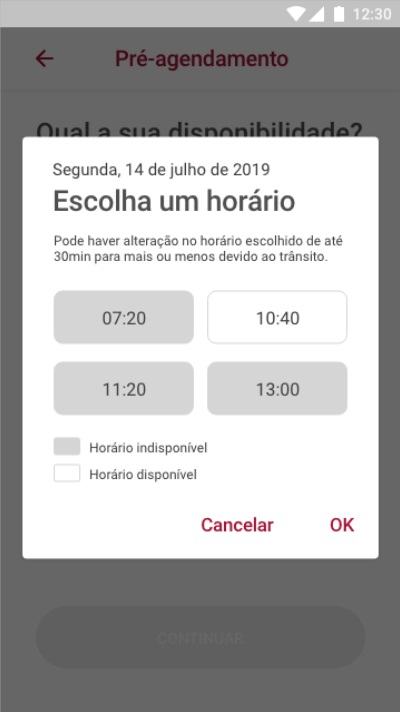 12:30
Pré-agendamento
Qual a sua disponibilidade?
Segunda, 14 de julho de 2019
Escolha um horário
Pode haver alteração no horário escolhido de até
30min para mais ou menos devido ao trânsito.
07:20
10:40
11:20
13:00
Horário indisponível
Horário disponível
Cancelar
OK
CONTINUAR